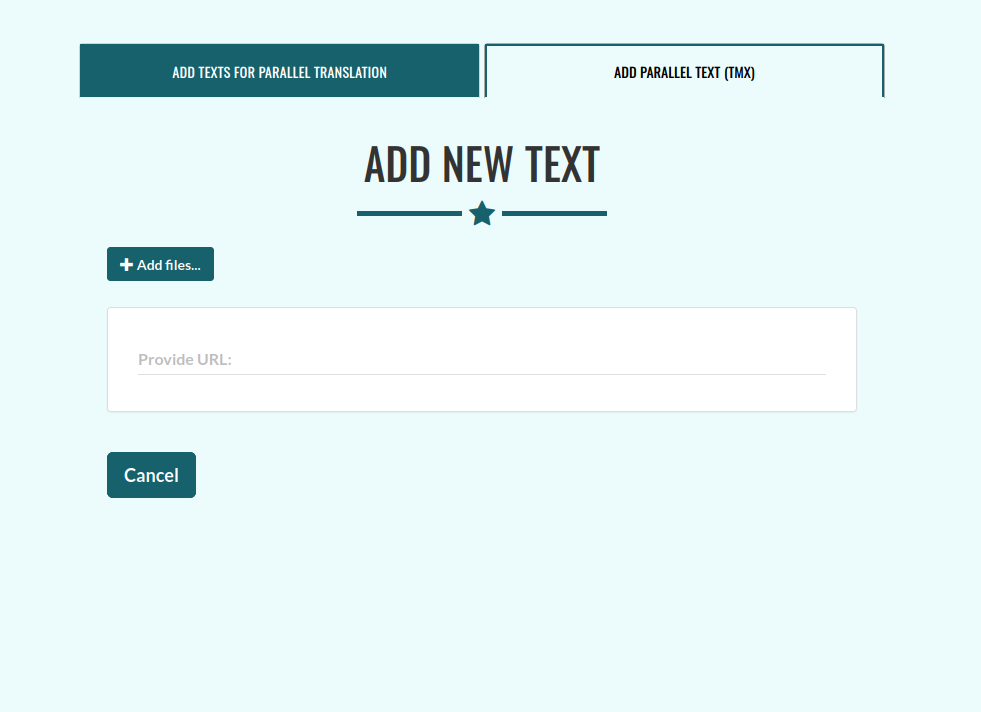 ADD TEXTS FOR PARALLEL TRANSLATION
ADD PARALLEL TEXT (TMX)
ADD NEW TEXT
Add files...
Provide URL:
Cancel